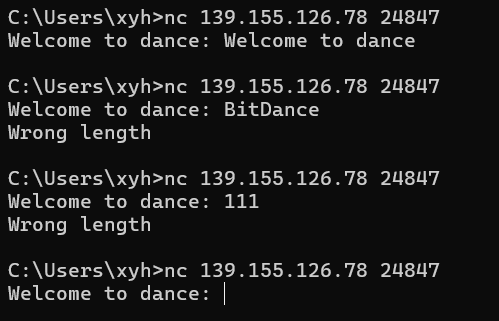 C:\Users\xyh>nc 139.155.126.78 24847
Welcome to dance: Welcome to dance
C:\Users\xyh>nc 139.155.126.78 24847
Welcome to dance: BitDance
Wrong length
C:\Users\xyh>nc 139.155.126.78 24847
Welcome to dance: 111
Wrong length
C:\Users\xyh>nc 139.155.126.78 24847
Welcome to dance: